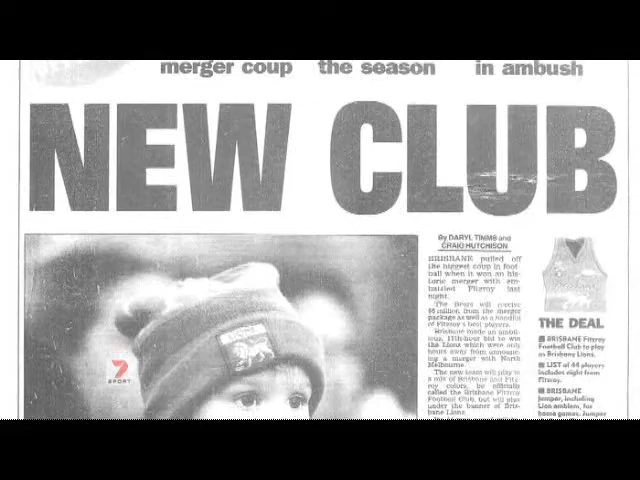 merger coup the season in ambush
NEW CLUB
By DARYL TIMMS and
CRAIG HUTCHISON
BRISBANE pulled off
the biggest coup in foot-
ball when it won an his-
toric merger with em-
battled Fitzroy last
night.
The Bears will receive
$6 million from the merger
package as well as a handful
of Fitzroy's best players.
Brisbane made an ambit-
ious, 11th-hour bid to win
the Lions which were only
hours away from announc-
ing a merger with North
Melbourne.
The new team will play in
a mix of Brisbane and Fitz-
roy colors, be officially
called the Brisbane Fitzroy
Football Club, but will play
under the banner of Bris-
bane Lions.
THE DEAL
BRISBANE Fitzroy
Football Club to play
as Brisbane Lions.
LIST of 44 players
includes eight from
Fitzroy.
BRISBANE
jumper, including
Lion emblem, for
home games. Jumper
7 SPORT